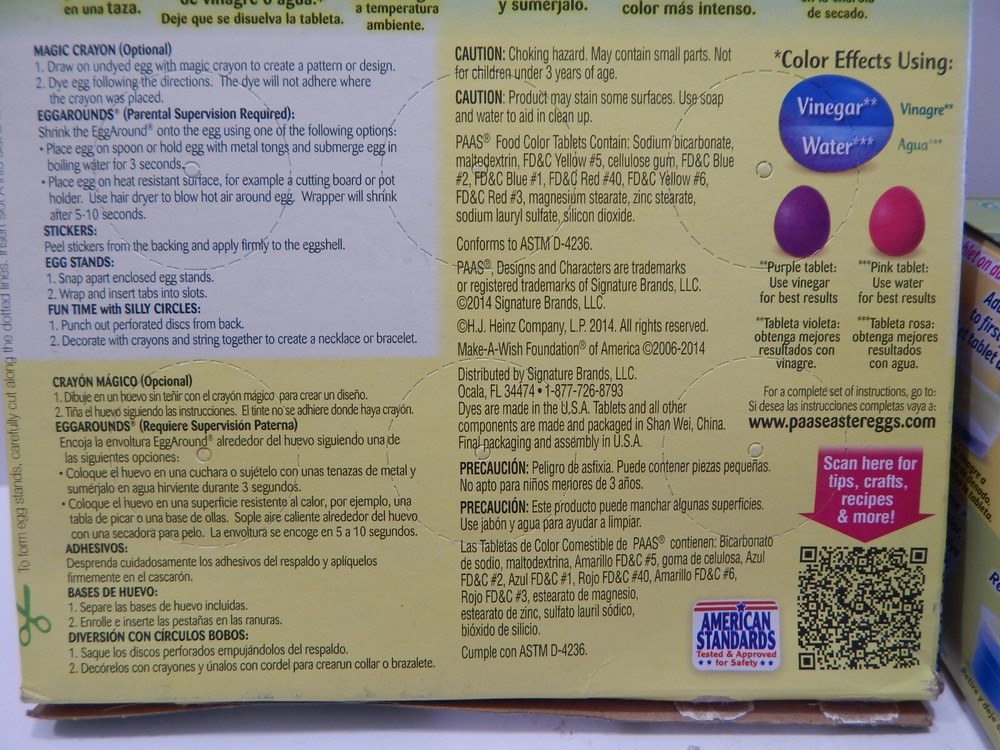 en una taza.
de vinagre o agua.*
Deje que se disuelva la tableta.
a temperatura
ambiente.
y sumérjalo.
color más intenso.
de secado.
MAGIC CRAYON (Optional)
1. Draw on undyed egg with magic crayon to create a pattern or design.
2. Dye egg following the directions. The dye will not adhere where
the crayon was placed.
EGGAROUNDS® (Parental Supervision Required):
Shrink the EggAround® onto the egg using one of the following options:
• Place egg on spoon or hold egg with metal tongs and submerge egg in
boiling water for 3 seconds.
• Place egg on heat resistant surface, for example a cutting board or pot
holder. Use hair dryer to blow hot air around egg. Wrapper will shrink
after 5-10 seconds.
STICKERS:
Peel stickers from the backing and apply firmly to the eggshell.
EGG STANDS:
1. Snap apart enclosed egg stands.
2. Wrap and insert tabs into slots.
FUN TIME with SILLY CIRCLES:
1. Punch out perforated discs from back.
2. Decorate with crayons and string together to create a necklace or bracelet.
CRAYÓN MÁGICO (Opcional)
1. Dibuje en un huevo sin teñir con el crayón mágico para crear un diseño.
2. Tiña el huevo siguiendo las instrucciones. El tinte no se adhiere donde haya crayón.
EGGAROUNDS® (Requiere Supervisión Paterna)
Encoja la envoltura EggAround® alrededor del huevo siguiendo una de
las siguientes opciones:
• Coloque el huevo en una cuchara o sujételo con unas tenazas de metal y
sumérjalo en agua hirviente durante 3 segundos.
• Coloque el huevo en una superficie resistente al calor, por ejemplo, una
tabla de picar o una base de ollas. Sople aire caliente alrededor del huevo
con una secadora para pelo. La envoltura se encoge en 5 a 10 segundos.
ADHESIVOS:
Desprenda cuidadosamente los adhesivos del respaldo y aplíquelos
firmemente en el cascarón.
BASES DE HUEVO:
1. Separe las bases de huevo incluidas.
2. Enrolle e inserte las pestañas en las ranuras.
DIVERSIÓN CON CÍRCULOS BOBOS:
1. Saque los discos perforados empujándolos del respaldo.
2. Decórelos con crayones y únalos con cordel para crearun collar o brazalete.
CAUTION: Choking hazard. May contain small parts. Not
for children under 3 years of age.
CAUTION: Product may stain some surfaces. Use soap
and water to aid in clean up.
PAAS® Food Color Tablets Contain: Sodium bicarbonate,
maltodextrin, FD&C Yellow #5, cellulose gum, FD&C Blue
#2, FD&C Blue #1, FD&C Red #40, FD&C Yellow #6,
FD&C Red #3, magnesium stearate, zinc stearate,
sodium lauryl sulfate, silicon dioxide.
Conforms to ASTM D-4236.
PAAS®, Designs and Characters are trademarks
or registered trademarks of Signature Brands, LLC.
©2014 Signature Brands, LLC.
©H.J. Heinz Company, L.P. 2014. All rights reserved.
Make-A-Wish Foundation® of America ©2006-2014
Distributed by Signature Brands, LLC.
Ocala, FL 34474 • 1-877-726-8793
Dyes are made in the U.S.A. Tablets and all other
components are made and packaged in Shan Wei, China.
Final packaging and assembly in U.S.A.
PRECAUCIÓN: Peligro de asfixia. Puede contener piezas pequeñas.
No apto para niños menores de 3 años.
PRECAUCIÓN: Este producto puede manchar algunas superficies.
Use jabón y agua para ayudar a limpiar.
Las Tabletas de Color Comestible de PAAS® contienen: Bicarbonato
de sodio, maltodextrina, Amarillo FD&C #5, goma de celulosa, Azul
FD&C #2, Azul FD&C #1, Rojo FD&C #40, Amarillo FD&C #6,
Rojo FD&C #3, estearato de magnesio,
estearato de zinc, sulfato lauril sódico,
bióxido de silicio.
Cumple con ASTM D-4236.
*Color Effects Using:
Vinegar** Vinagre**
Water*** Agua***
**Purple tablet:
Use vinegar
for best results
***Pink tablet:
Use water
for best results
**Tableta violeta:
obtenga mejores
resultados con
vinagre.
***Tableta rosa:
obtenga mejores
resultados
con agua.
For a complete set of instructions, go to:
Si desea las instrucciones completas vaya a:
www.paaseastereggs.com
Scan here for
tips, crafts,
recipes
& more!
AMERICAN
STANDARDS
Tested & Approved
for Safety
To form egg stands, carefully cut along the dotted lines.
to first
tablet